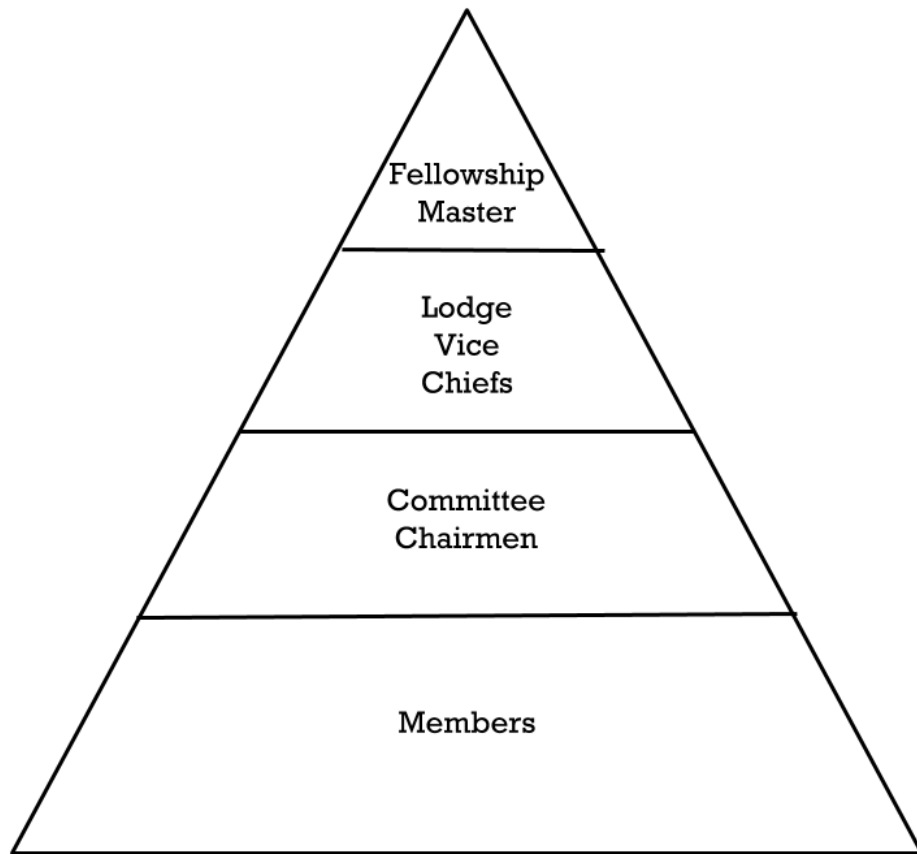 Fellowship
Master
Lodge
Vice
Chiefs
Committee
Chairmen
Members